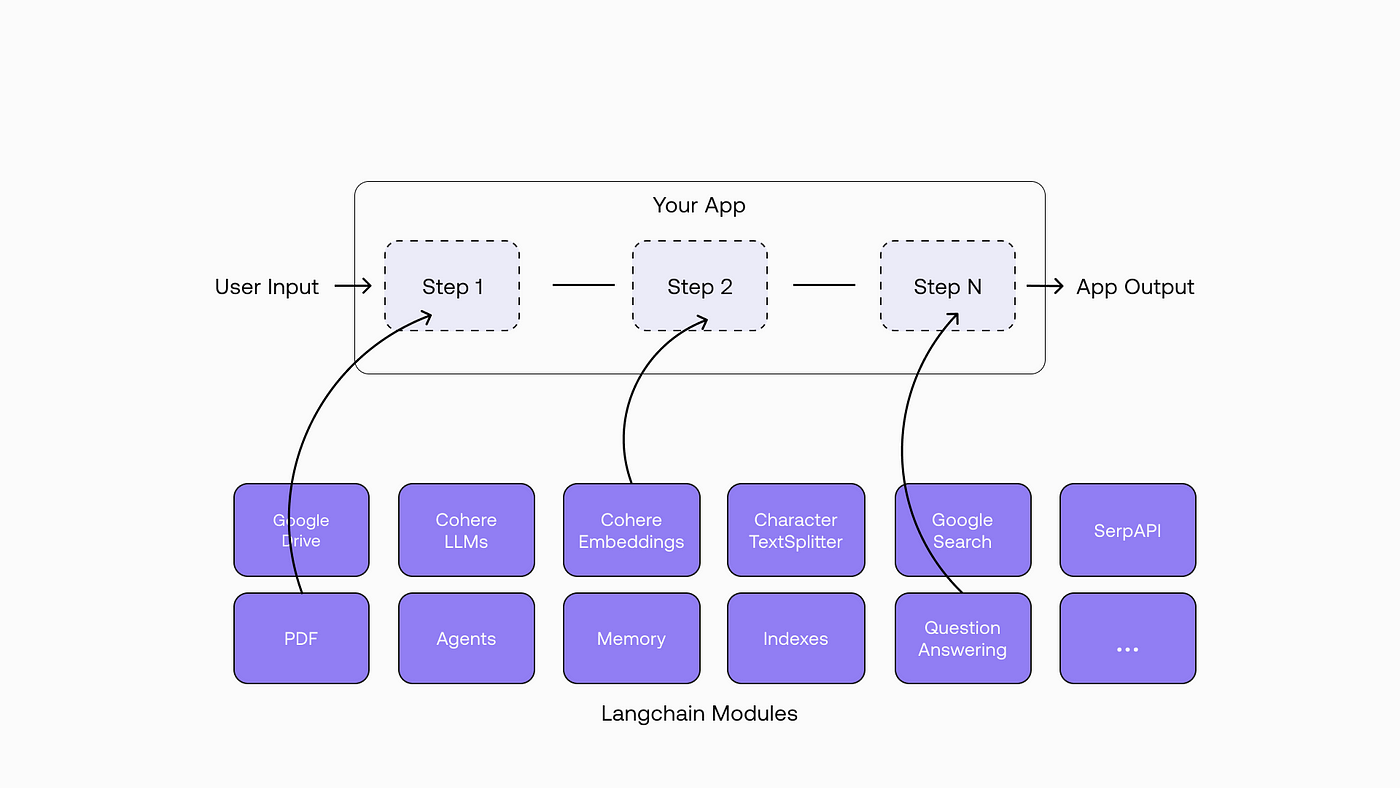 Your App
User Input
Step 1
Step 2
Step N
App Output
Google
Drive
Cohere
LLMs
Cohere
Embeddings
Character
TextSplitter
Google
Search
SerpAPI
PDF
Agents
Memory
Indexes
Question
Answering
...
Langchain Modules